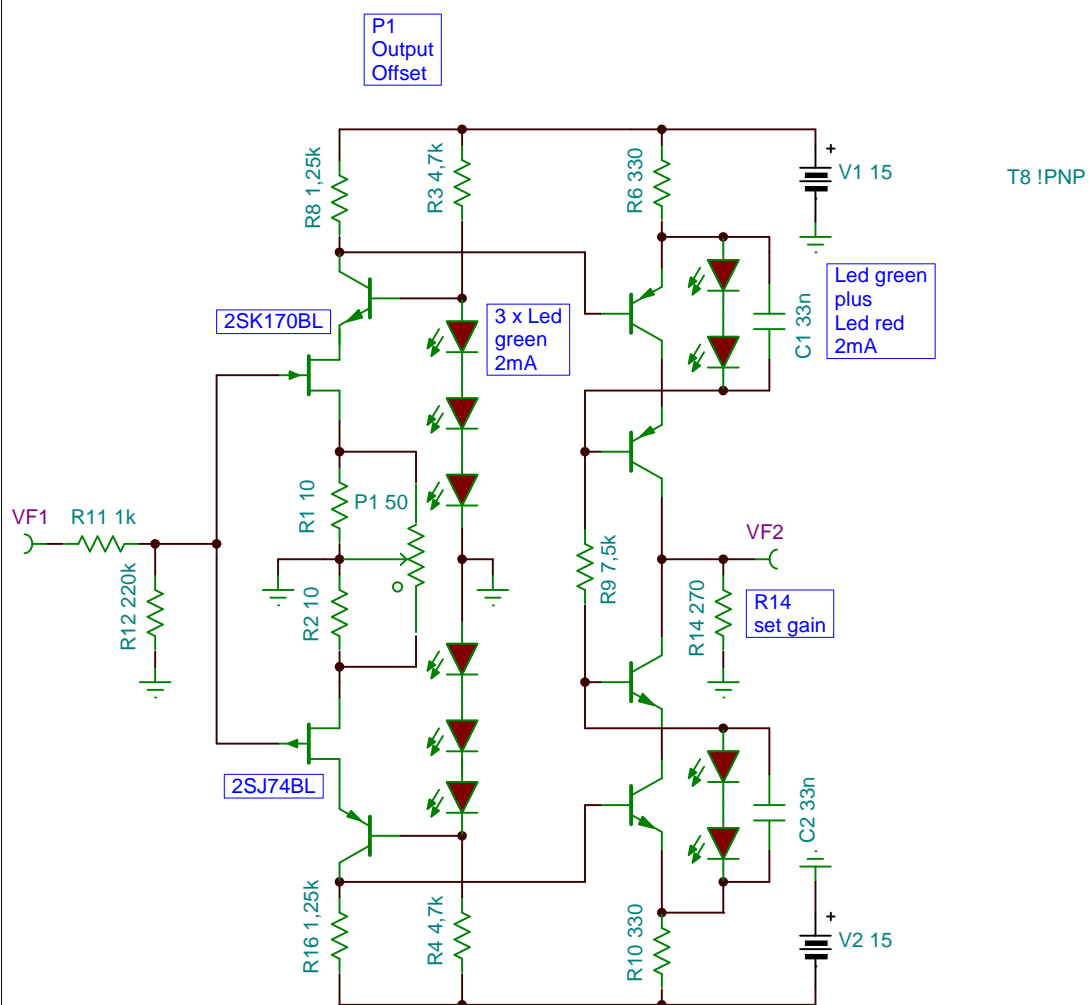 P1
Output
Offset
R8 1,25k
R3 4,7k
R6 330
+
V1 15
T8 !PNP
2SK170BL
3 x Led
green
2mA
C1 33n
Led green
plus
Led red
2mA
VF1
R11 1k
R1 10
P1 50
R12 220k
R2 10
R9 7,5k
VF2
R14 270
R14
set gain
2SJ74BL
C2 33n
R16 1,25k
R4 4,7k
R10 330
+
V2 15